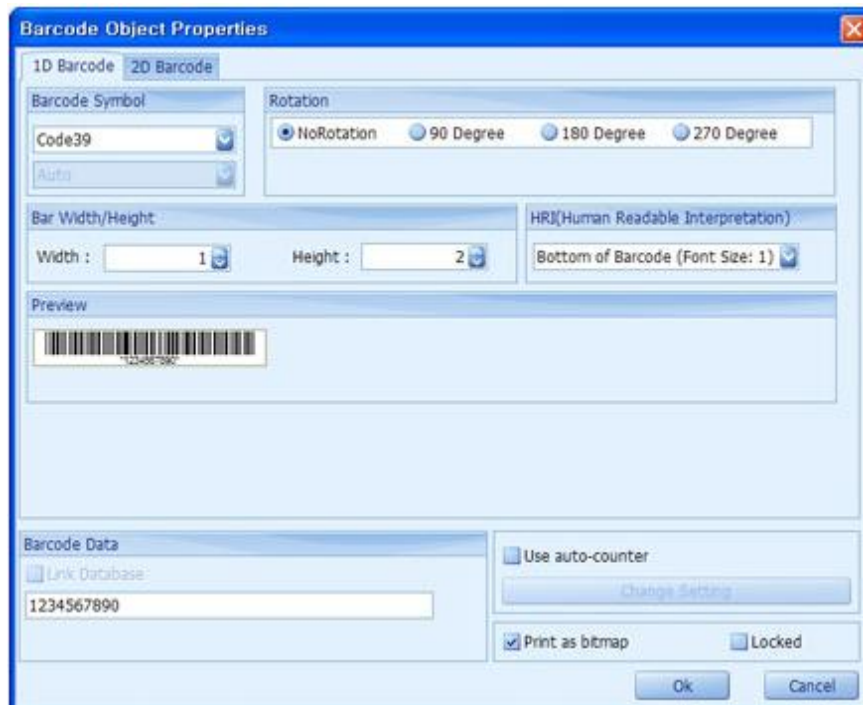 Barcode Object Properties
1D Barcode 2D Barcode
Barcode Symbol
Code39
Auto
Rotation
NoRotation 90 Degree 180 Degree 270 Degree
Bar Width/Height
Width : 1 Height : 2
HRI(Human Readable Interpretation)
Bottom of Barcode (Font Size: 1)
Preview
*1234567890*
Barcode Data
Link Database
1234567890
Use auto-counter
Change Setting
Print as bitmap Locked
Ok Cancel